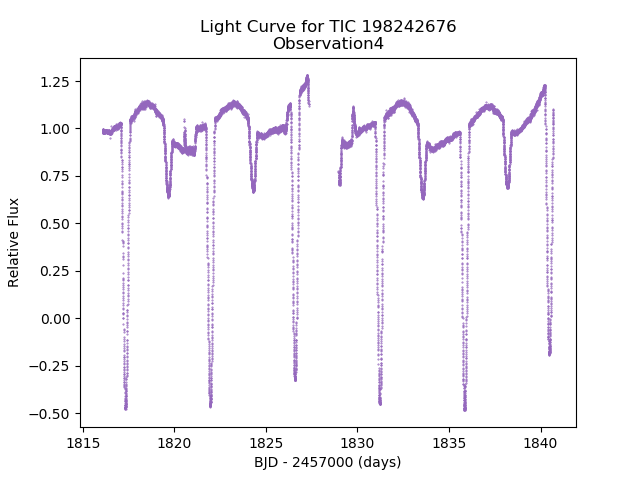 Light Curve for TIC 198242676
Observation4
Relative Flux
1.25
1.00
0.75
0.50
0.25
0.00
−0.25
−0.50
1815 1820 1825 1830 1835 1840
BJD - 2457000 (days)